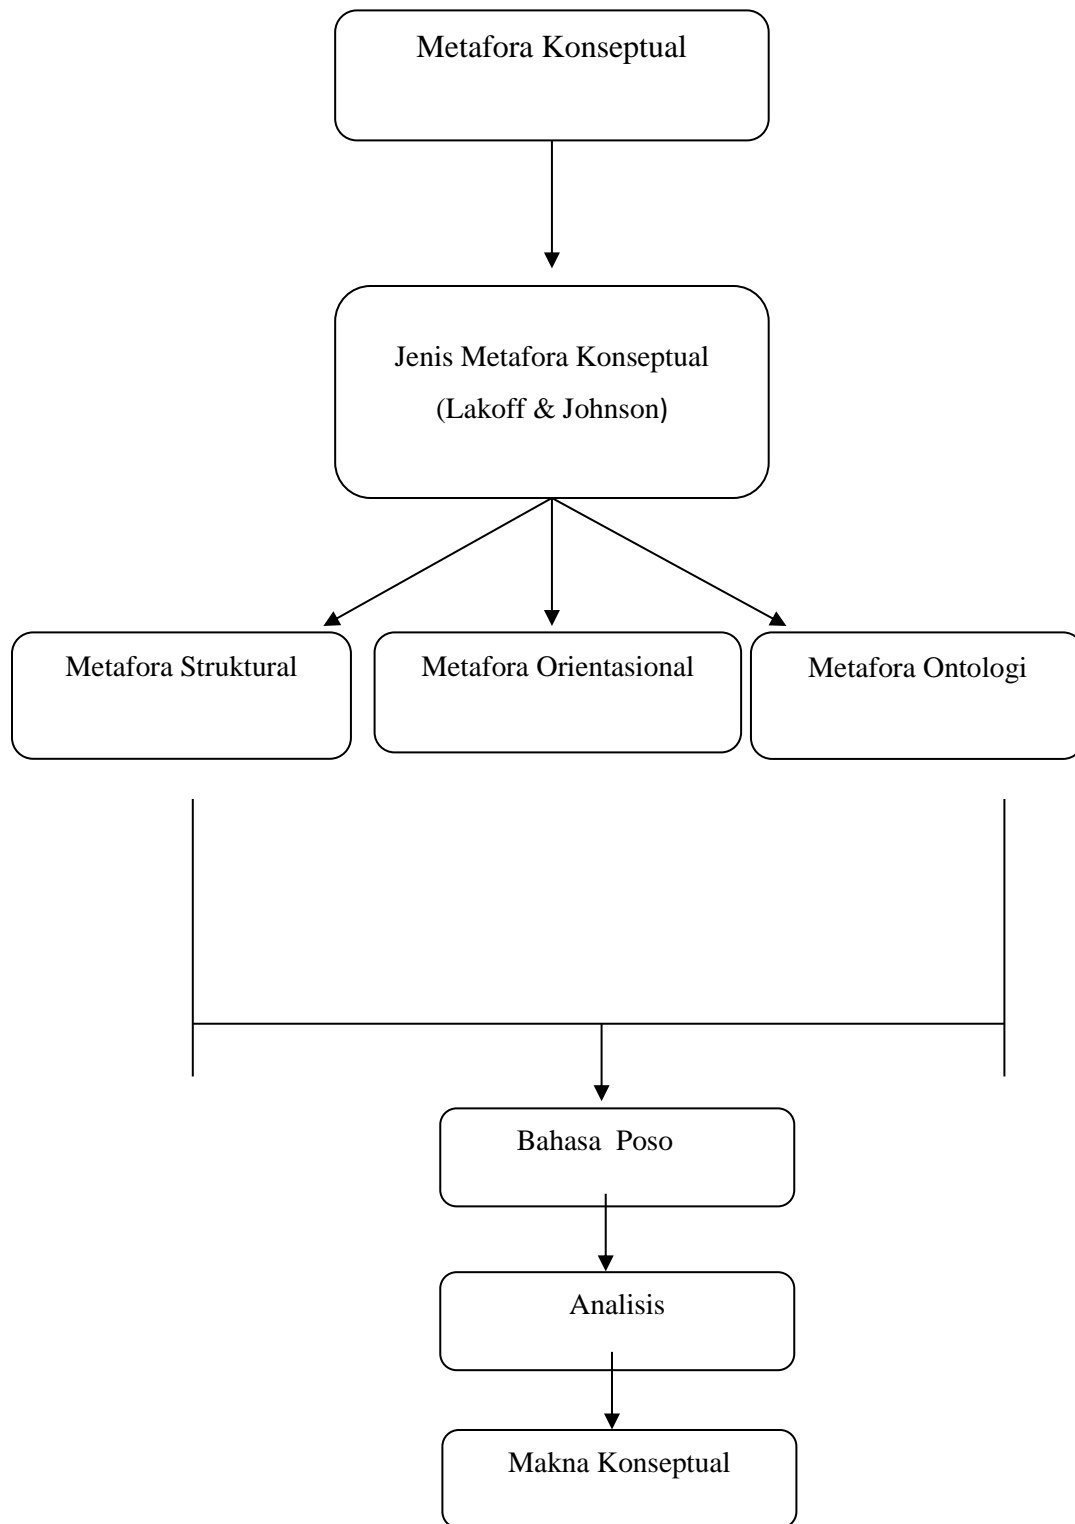 Metafora Konseptual
Jenis Metafora Konseptual
(Lakoff & Johnson)
Metafora Struktural
Metafora Orientasional
Metafora Ontologi
Bahasa  Poso
Analisis
Makna Konseptual